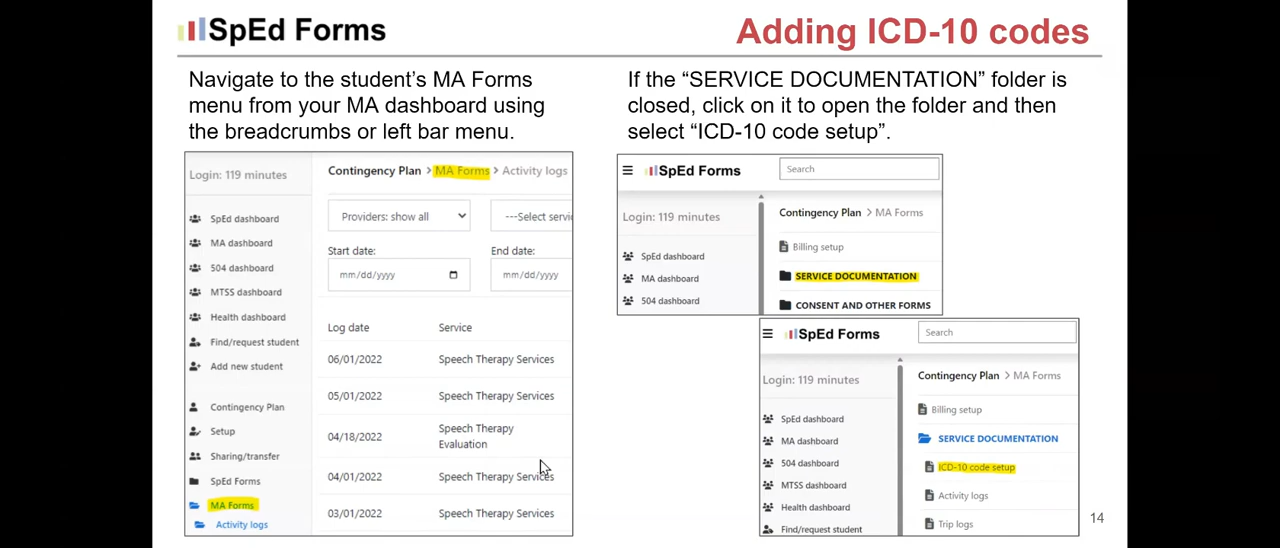 SpEd Forms
Adding ICD-10 codes
Navigate to the student's MA Forms
menu from your MA dashboard using
the breadcrumbs or left bar menu.
If the “SERVICE DOCUMENTATION” folder is
closed, click on it to open the folder and then
select “ICD-10 code setup”.
Login: 119 minutes
SpEd dashboard
MA dashboard
504 dashboard
MTSS dashboard
Health dashboard
Find/request student
Add new student
Contingency Plan
Setup
Sharing/transfer
SpEd Forms
MA Forms
Activity logs
Contingency Plan > MA Forms > Activity logs
Providers: show all
---Select servi
Start date:
End date:
mm/dd/yyyy
mm/dd/yyyy
Log date Service
06/01/2022 Speech Therapy Services
05/01/2022 Speech Therapy Services
04/18/2022 Speech Therapy
Evaluation
04/01/2022 Speech Therapy Services
03/01/2022 Speech Therapy Services
SpEd Forms
Search
Login: 119 minutes
SpEd dashboard
MA dashboard
504 dashboard
Contingency Plan > MA Forms
Billing setup
SERVICE DOCUMENTATION
CONSENT AND OTHER FORMS
SpEd Forms
Search
Login: 119 minutes
SpEd dashboard
MA dashboard
504 dashboard
MTSS dashboard
Health dashboard
Find/request student
Contingency Plan > MA Forms
Billing setup
SERVICE DOCUMENTATION
ICD-10 code setup
Activity logs
Trip logs
14